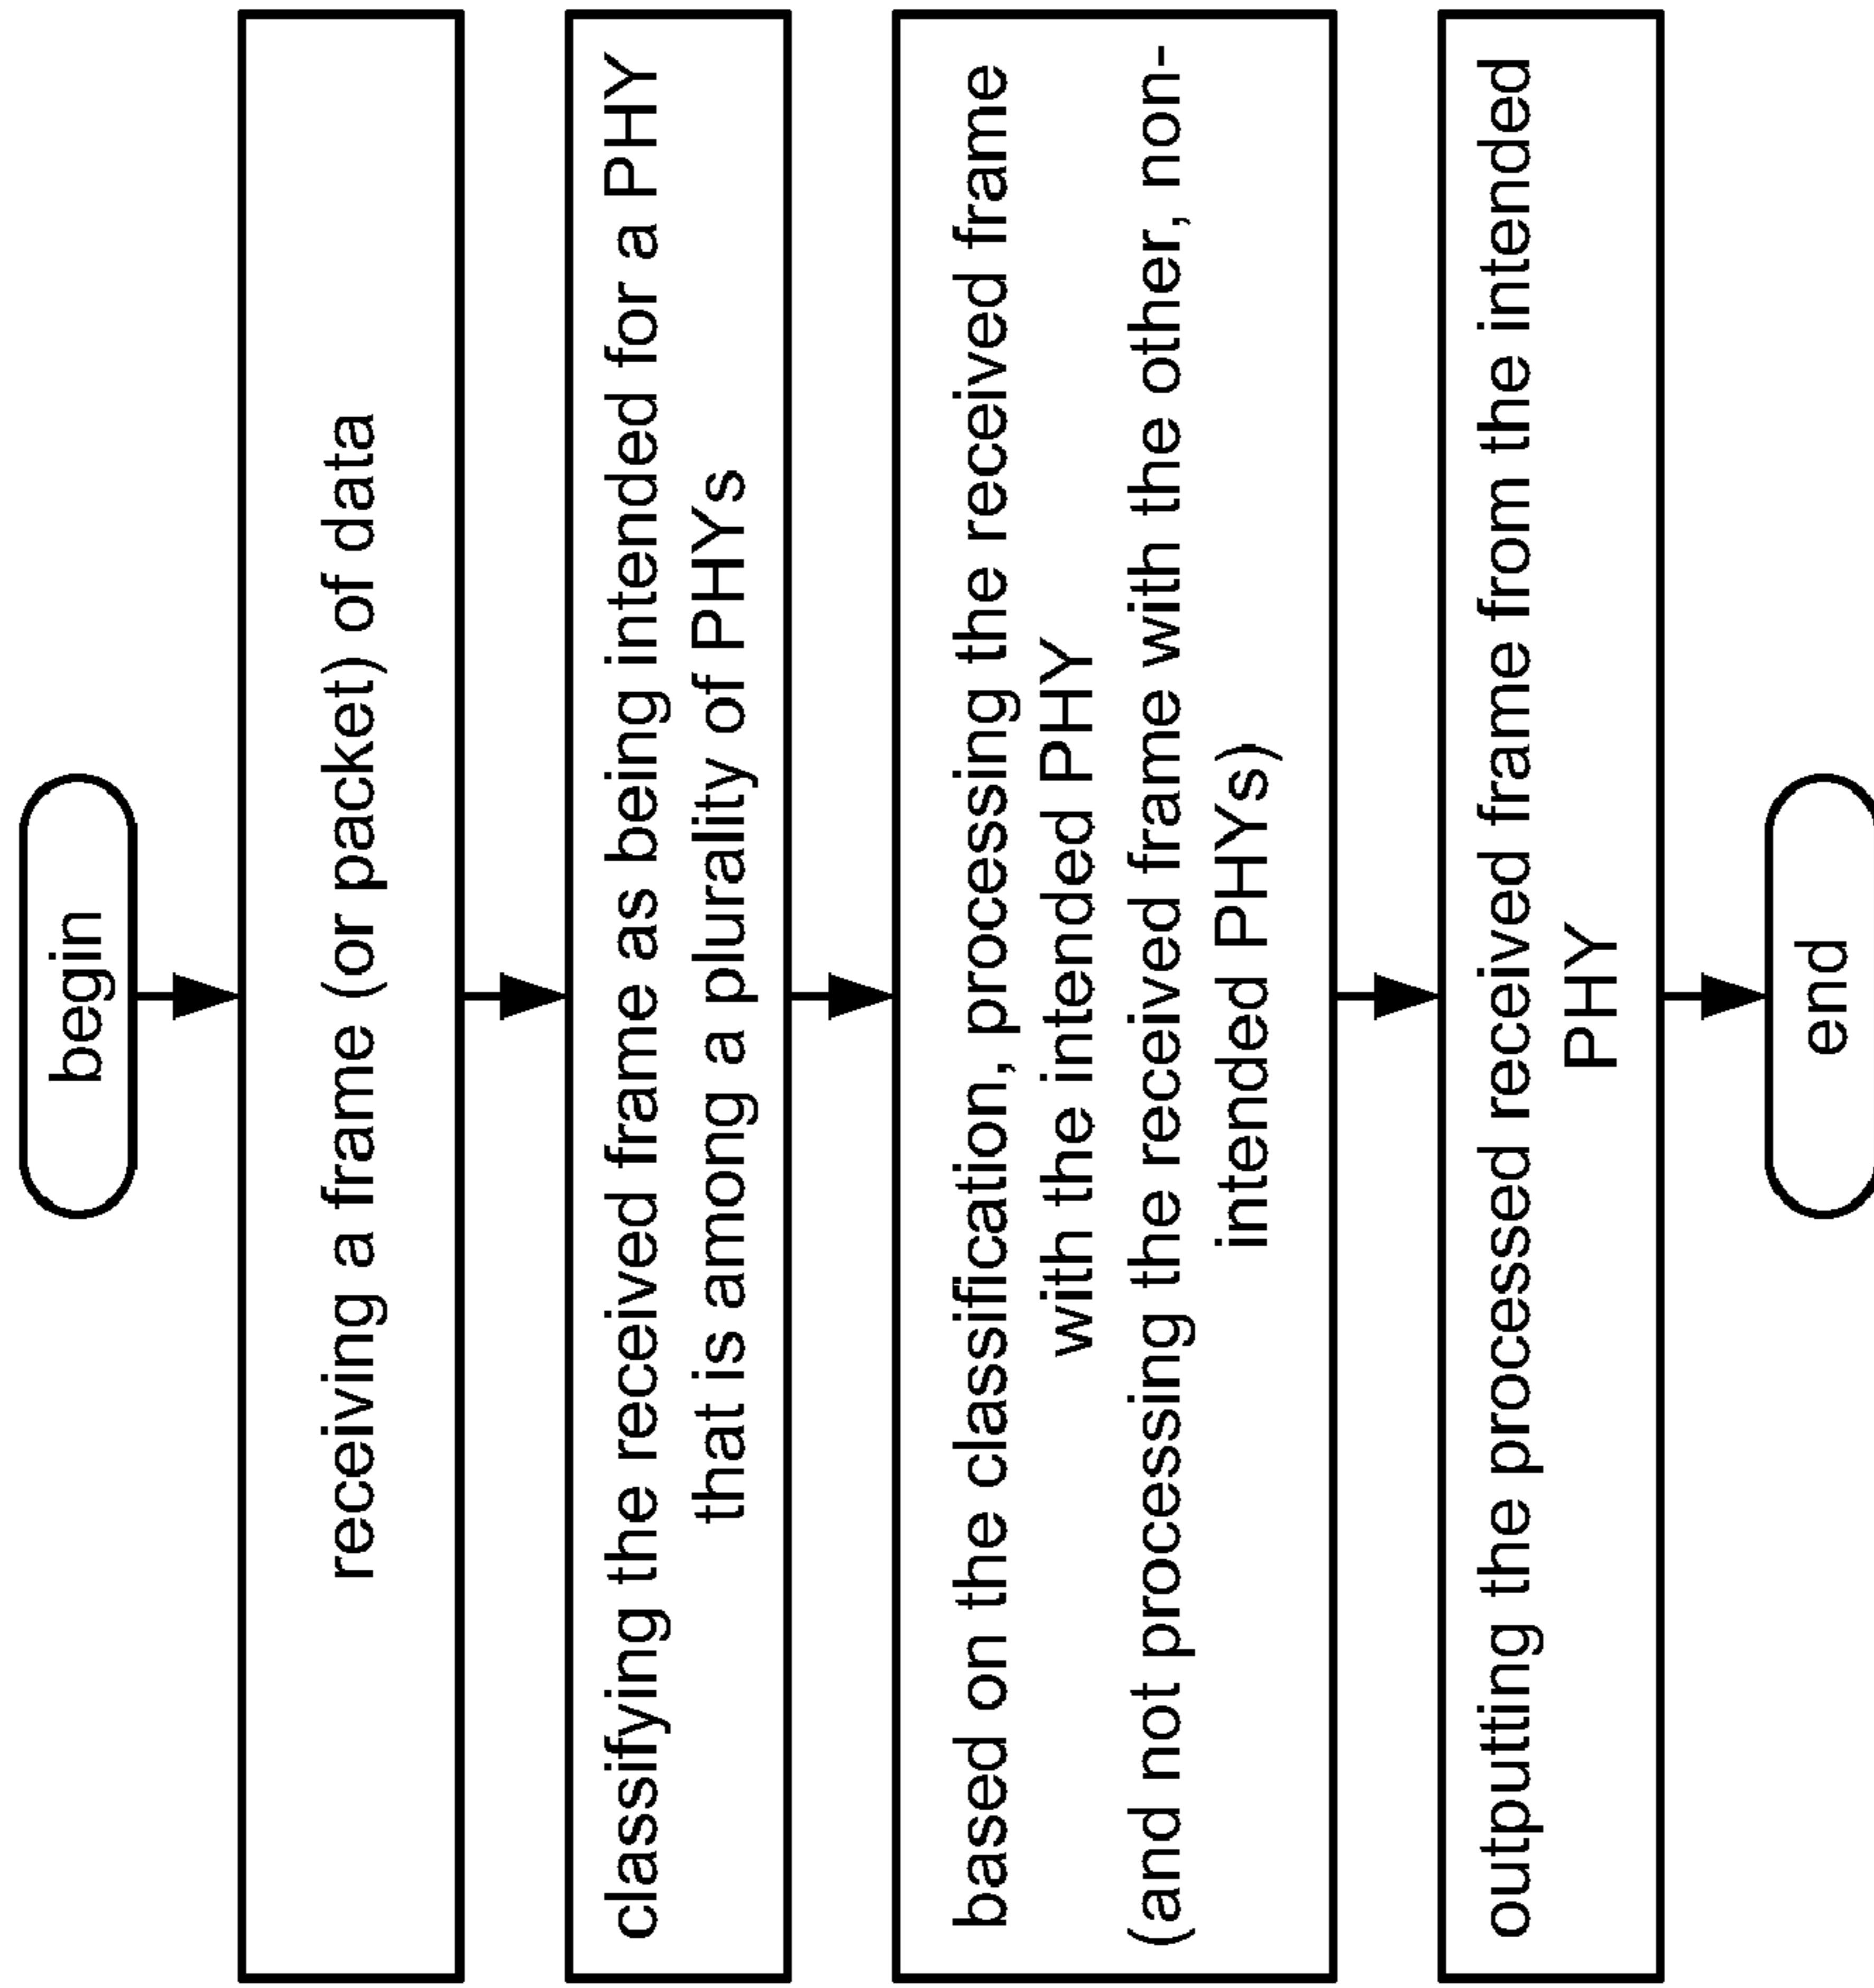 begin
receiving a frame (or packet) of data
classifying the received frame as being intended for a PHY
that is among a plurality of PHYs
based on the classification, processing the received frame
with the intended PHY
(and not processing the received frame with the other, non-
intended PHYs)
outputting the processed received frame from the intended
PHY
end